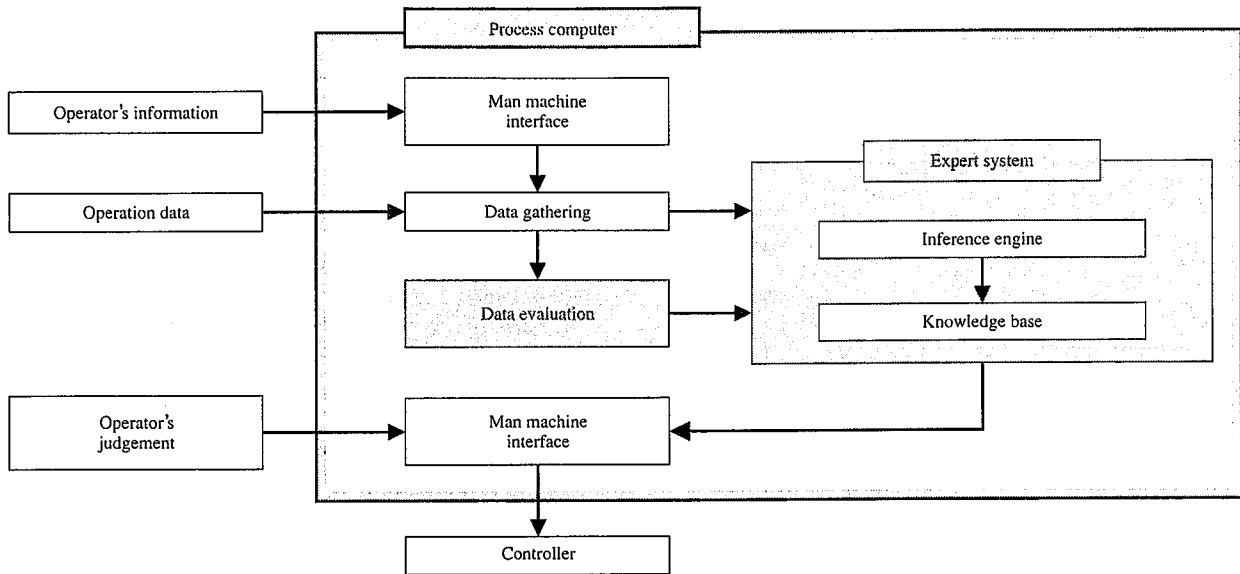 Process computer
Operator's information
Man machine
interface
Expert system
Operation data
Data gathering
Inference engine
Data evaluation
Knowledge base
Operator's
judgement
Man machine
interface
Controller